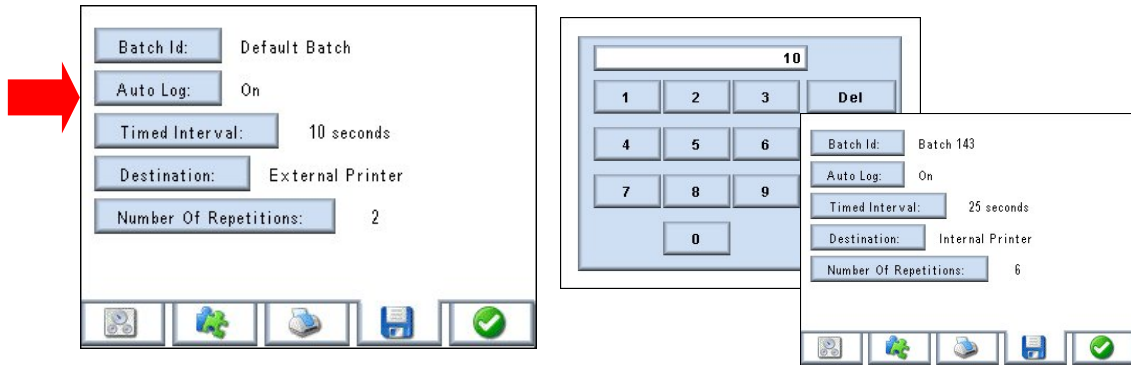 Batch Id: Default Batch
Auto Log: On
Timed Interval: 10 seconds
Destination: External Printer
Number Of Repetitions: 2
10
1 2 3 Del
4 5 6
7 8 9
0
Batch Id: Batch 143
Auto Log: On
Timed Interval: 25 seconds
Destination: Internal Printer
Number Of Repetitions: 6